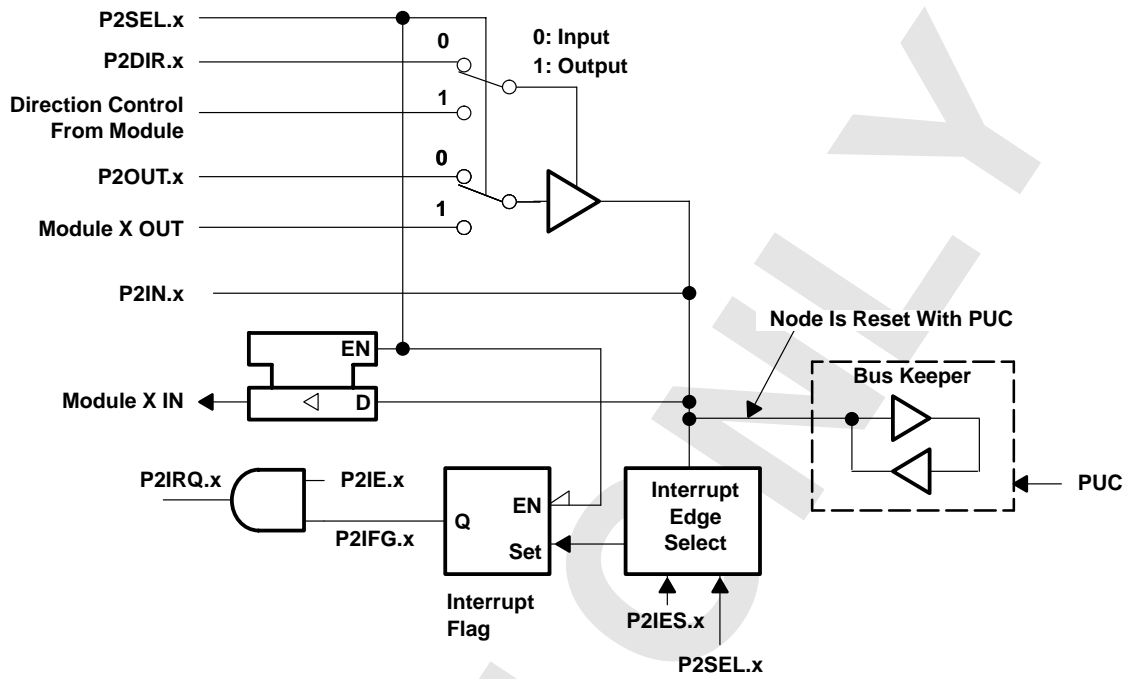 P2SEL.x
0
P2DIR.x
0: Input
1: Output
Direction Control
From Module
1
0
P2OUT.x
1
Module X OUT
P2IN.x
Node Is Reset With PUC
EN
Bus Keeper
Module X IN
D
P2IRQ.x
P2IE.x
PUC
Interrupt
Edge
Select
EN
Q
P2IFG.x
Set
Interrupt
Flag
P2IES.x
P2SEL.x
ONLY